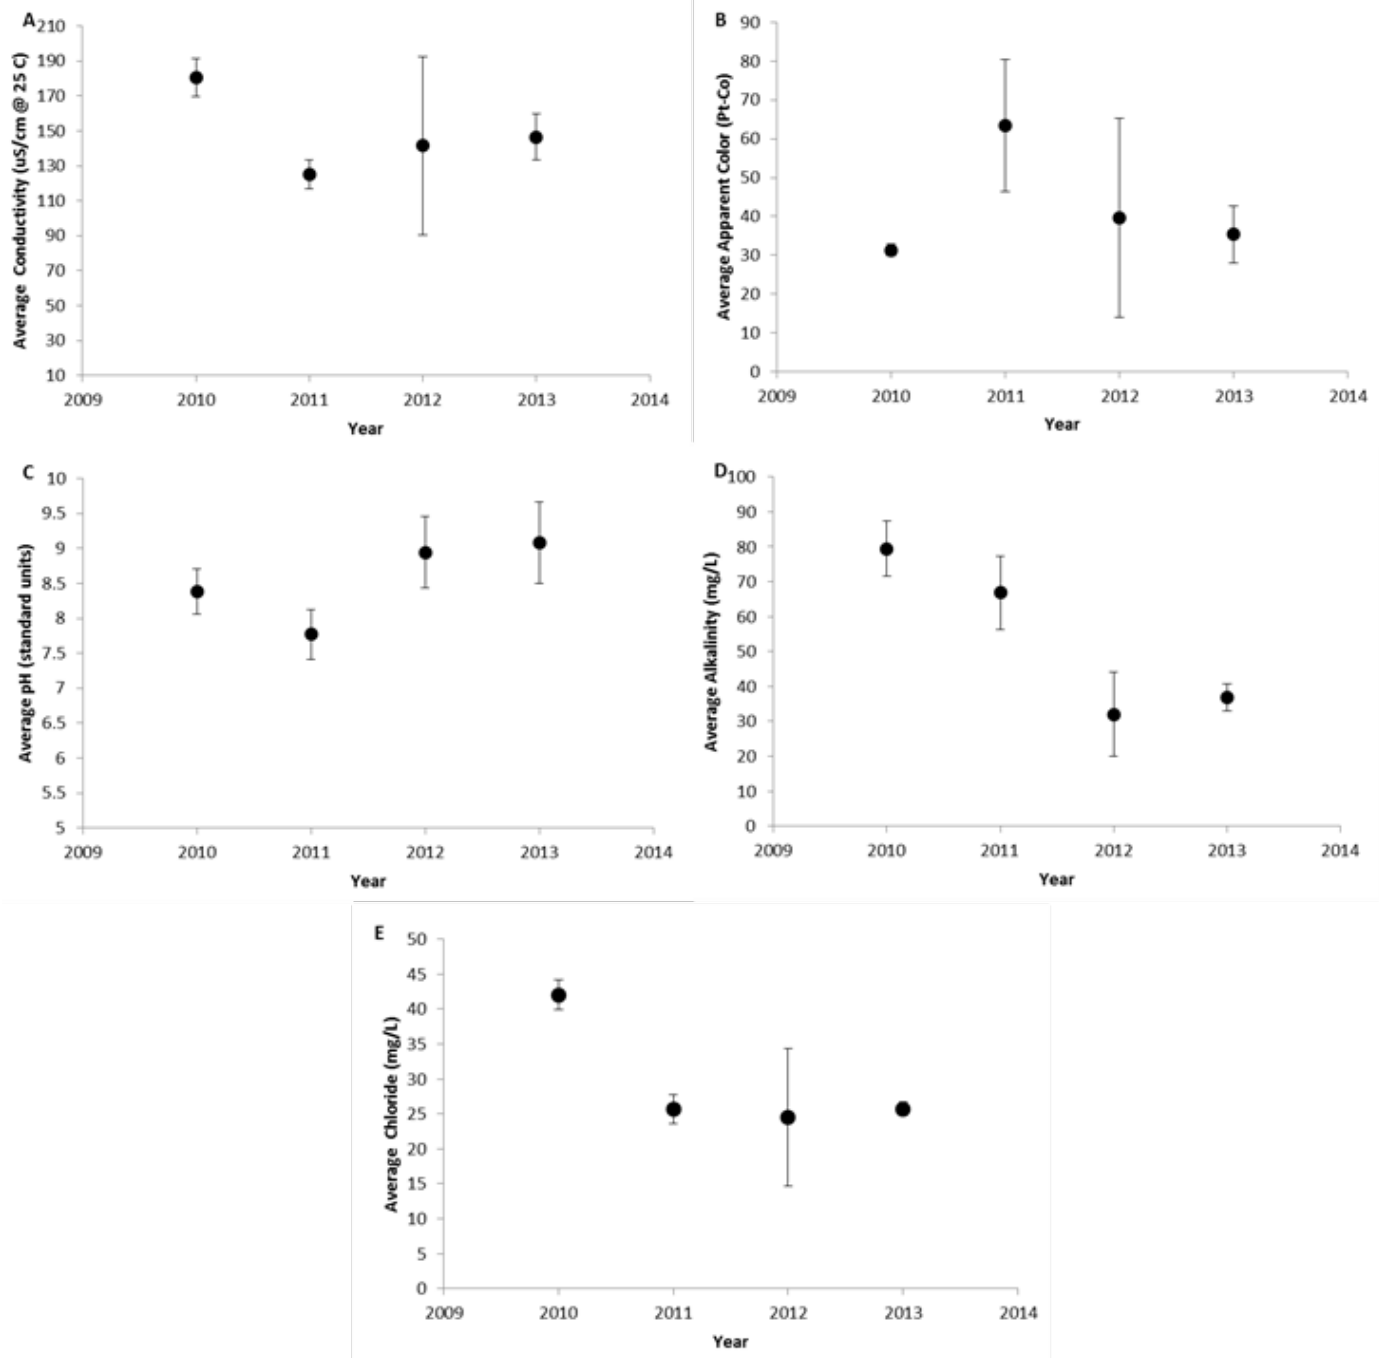 A
Average Conductivity (uS/cm @ 25 C)
210
190
170
150
130
110
90
70
50
30
10
2009 2010 2011 2012 2013 2014
Year
B
Average Apparent Color (Pt-Co)
90
80
70
60
50
40
30
20
10
0
2009 2010 2011 2012 2013 2014
Year
C
Average pH (standard units)
10
9.5
9
8.5
8
7.5
7
6.5
6
5.5
5
2009 2010 2011 2012 2013 2014
Year
D
Average Alkalinity (mg/L)
100
90
80
70
60
50
40
30
20
10
0
2009 2010 2011 2012 2013 2014
Year
E
Average Chloride (mg/L)
50
45
40
35
30
25
20
15
10
5
0
2009 2010 2011 2012 2013 2014
Year